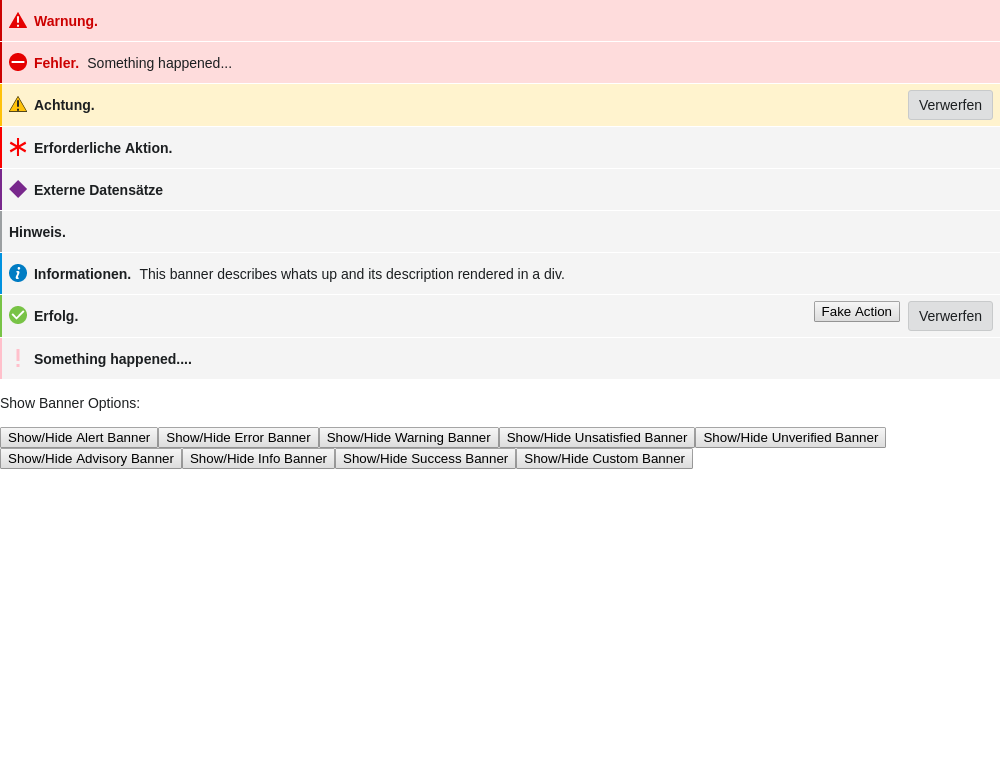 Warnung.
Fehler. Something happened...
Achtung. Verwerfen
Erforderliche Aktion.
Externe Datensätze
Hinweis.
Informationen. This banner describes whats up and its description rendered in a div.
Erfolg. Fake Action Verwerfen
Something happened....
Show Banner Options:
Show/Hide Alert Banner Show/Hide Error Banner Show/Hide Warning Banner Show/Hide Unsatisfied Banner Show/Hide Unverified Banner
Show/Hide Advisory Banner Show/Hide Info Banner Show/Hide Success Banner Show/Hide Custom Banner